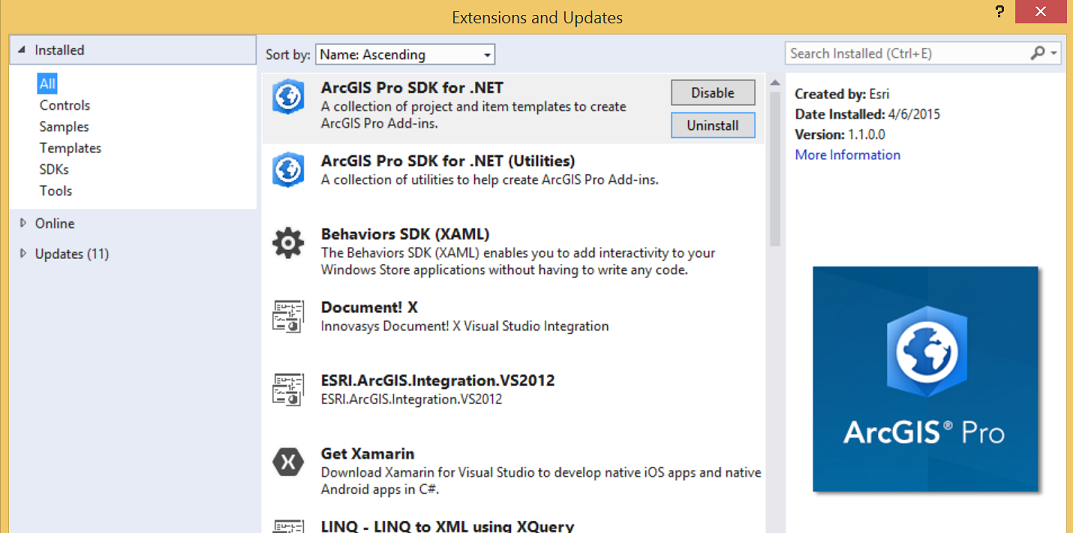 Extensions and Updates
?
Installed
All
Controls
Samples
Templates
SDKs
Tools
Online
Updates (11)
Sort by: Name: Ascending
ArcGIS Pro SDK for .NET
A collection of project and item templates to create
ArcGIS Pro Add-ins.
Disable
Uninstall
ArcGIS Pro SDK for .NET (Utilities)
A collection of utilities to help create ArcGIS Pro Add-ins.
Behaviors SDK (XAML)
The Behaviors SDK (XAML) enables you to add interactivity to your
Windows Store applications without having to write any code.
Document! X
Innovasys Document! X Visual Studio Integration
ESRI.ArcGIS.Integration.VS2012
ESRI.ArcGIS.Integration.VS2012
Get Xamarin
Download Xamarin for Visual Studio to develop native iOS apps and native
Android apps in C#.
LINQ - LINQ to XML using XQuery
Search Installed (Ctrl+E)
Created by: Esri
Date Installed: 4/6/2015
Version: 1.1.0.0
More Information
ArcGIS® Pro